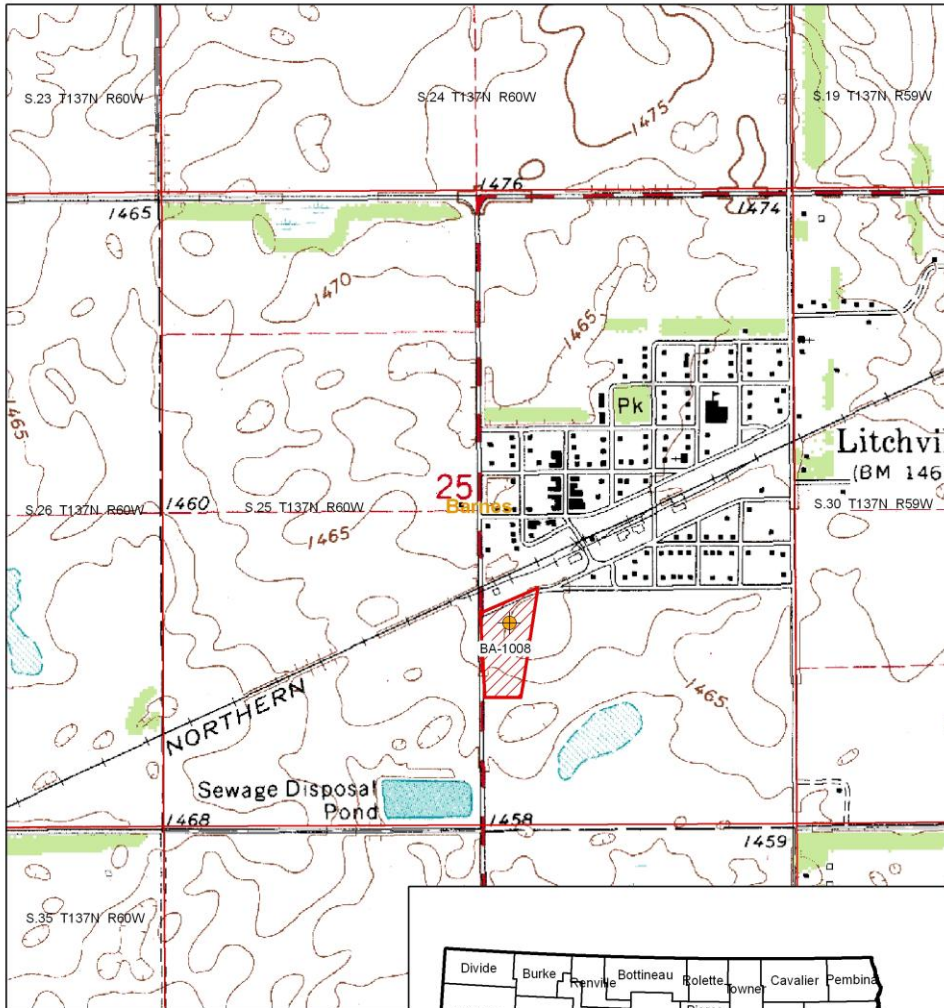 S.23 T137N R60W
S.24 T137N R60W
S.19 T137N R59W
1475
1476
1465
1474
1470
1465
Pk
1465
Litchvil
(BM 146
25
Barnes
S.26 T137N R60W
1460
S.25 T137N R60W
S.30 T137N R59W
1465
BA-1008
1465
NORTHERN
Sewage Disposal
Pond
1468
1458
1459
S.35 T137N R60W
Divide
Burke
Renville
Bottineau
Rolette
Towner
Cavalier
Pembina